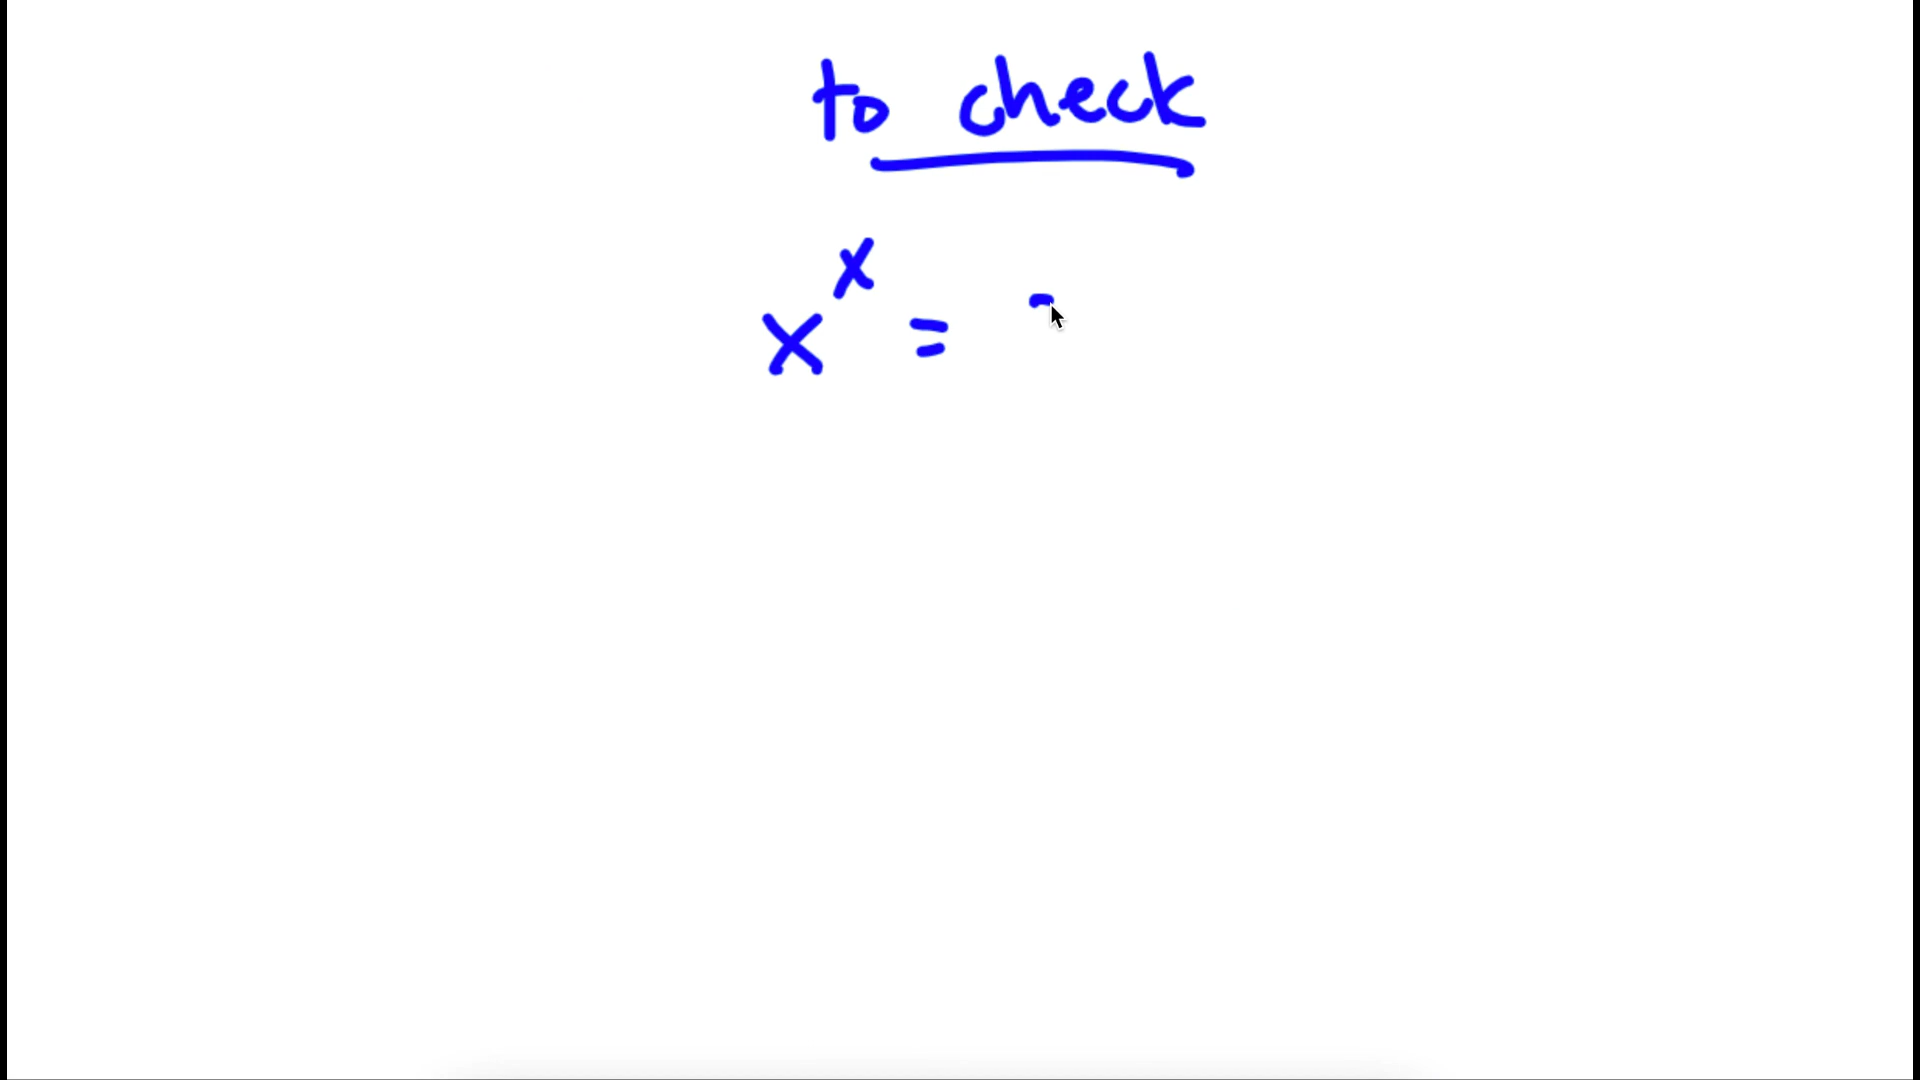 to check
x^x =